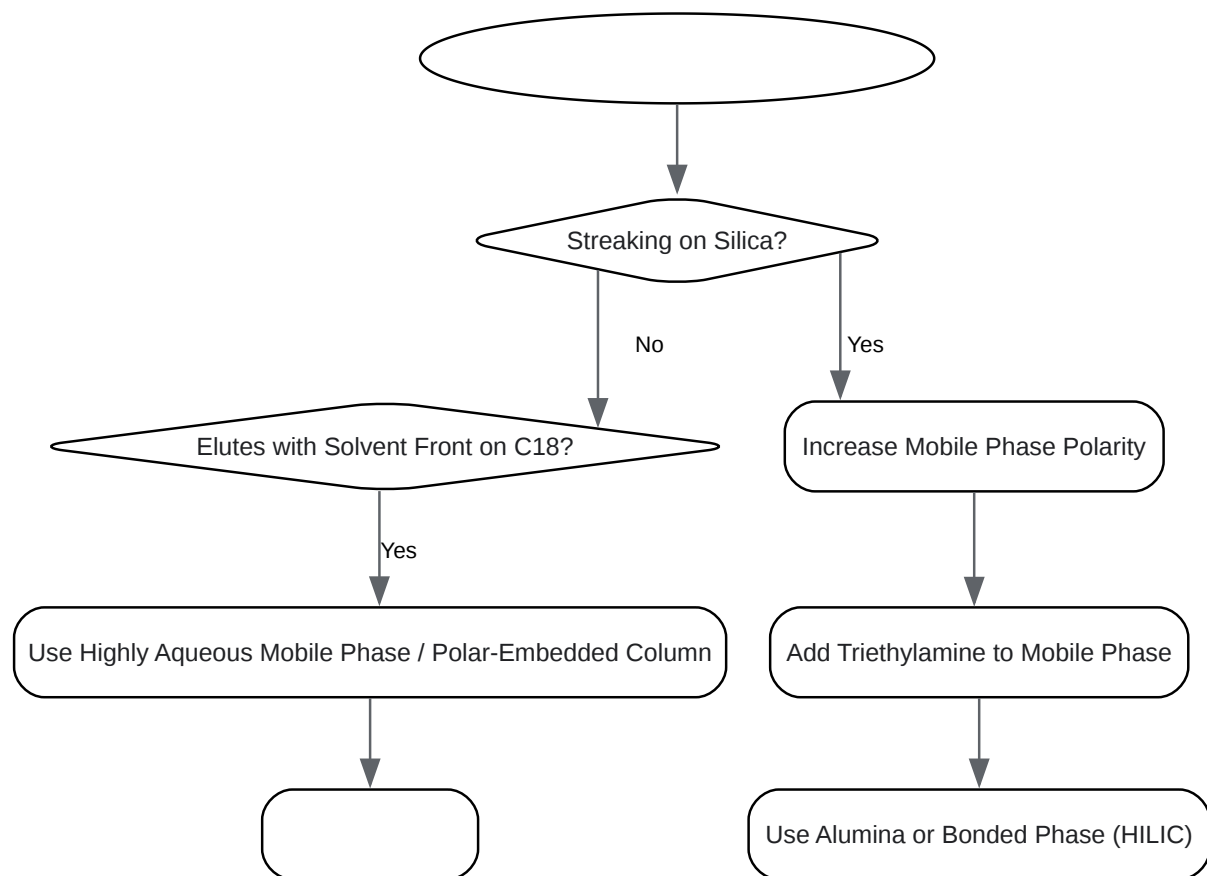 Streaking on Silica?
No
Yes
Elutes with Solvent Front on C18?
Increase Mobile Phase Polarity
Yes
Use Highly Aqueous Mobile Phase / Polar-Embedded Column
Add Triethylamine to Mobile Phase
Use Alumina or Bonded Phase (HILIC)